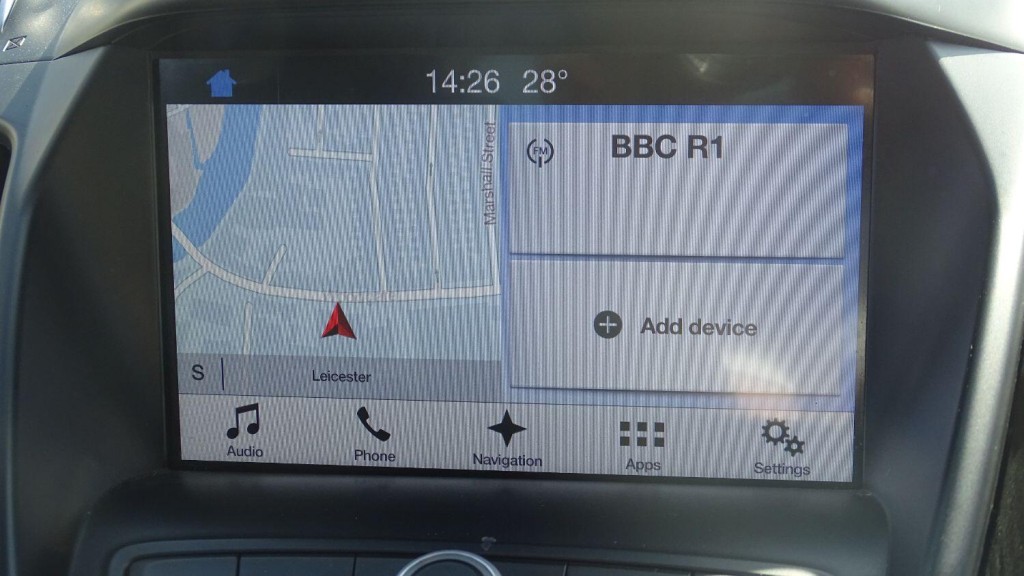 14:26 28°
Marshall Street
FM
BBC R1
Add device
S
Leicester
Audio
Phone
Navigation
Apps
Settings